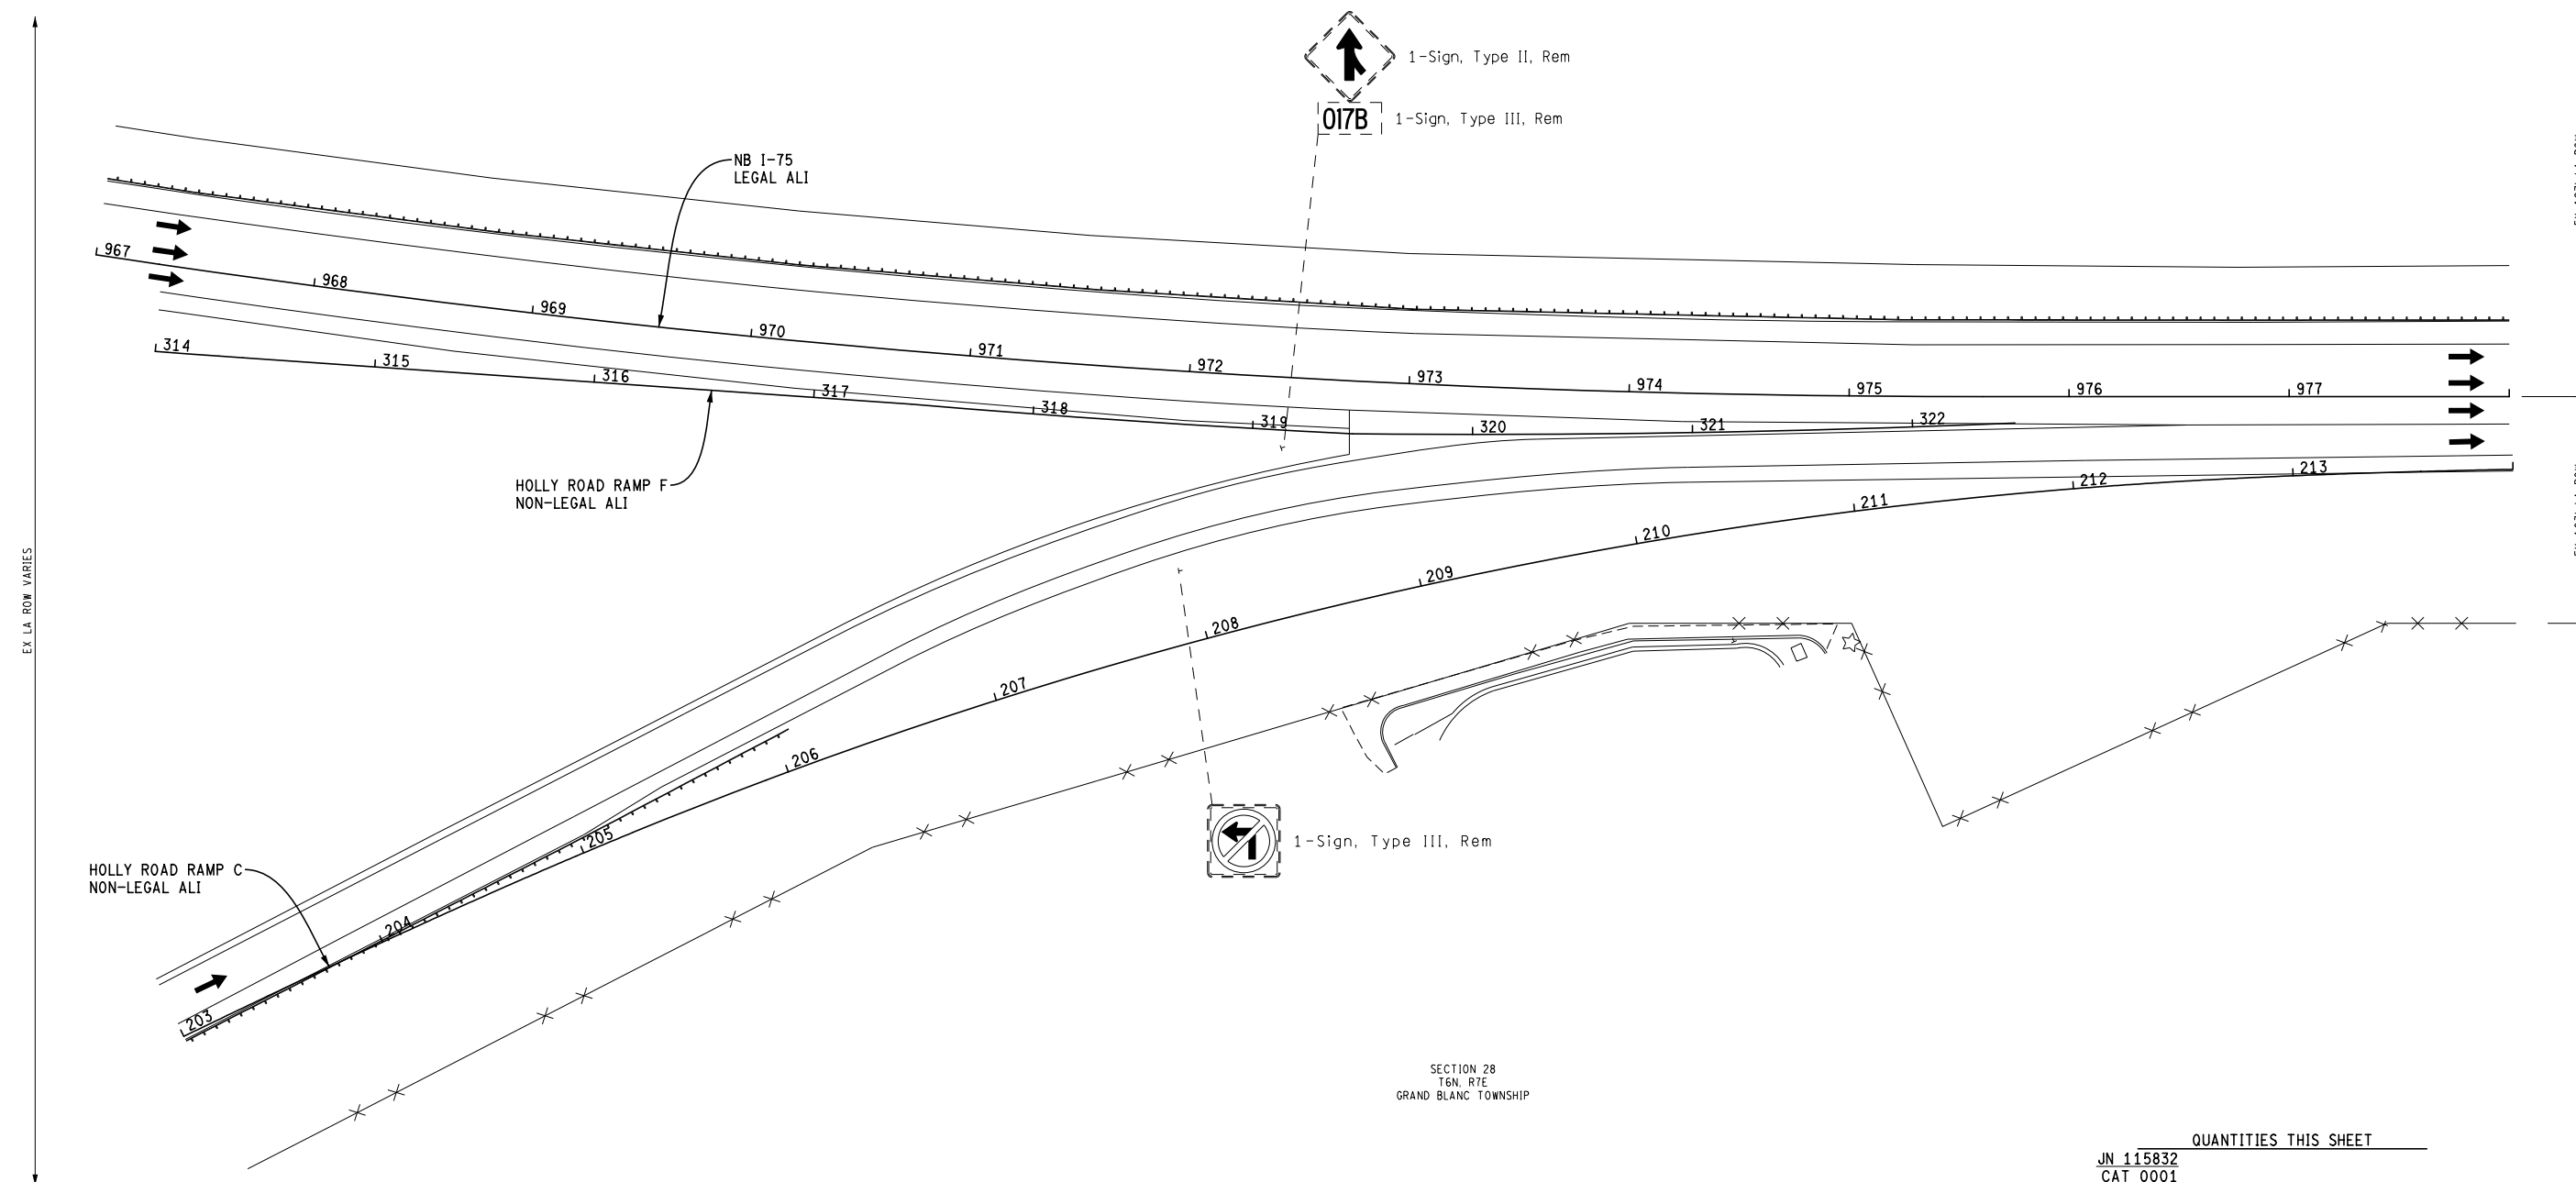 1-Sign, Type II, Rem
017B
1-Sign, Type III, Rem
NB I-75
LEGAL ALI
967
968
969
970
971
972
973
974
975
976
977
314
315
316
317
318
319
320
321
322
HOLLY ROAD RAMP F
NON-LEGAL ALI
213
212
211
210
209
208
207
206
205
204
203
EX LA ROW VARIES
1-Sign, Type III, Rem
HOLLY ROAD RAMP C
NON-LEGAL ALI
SECTION 28
T6N, R7E
GRAND BLANC TOWNSHIP
QUANTITIES THIS SHEET
JN 115832
CAT 0001